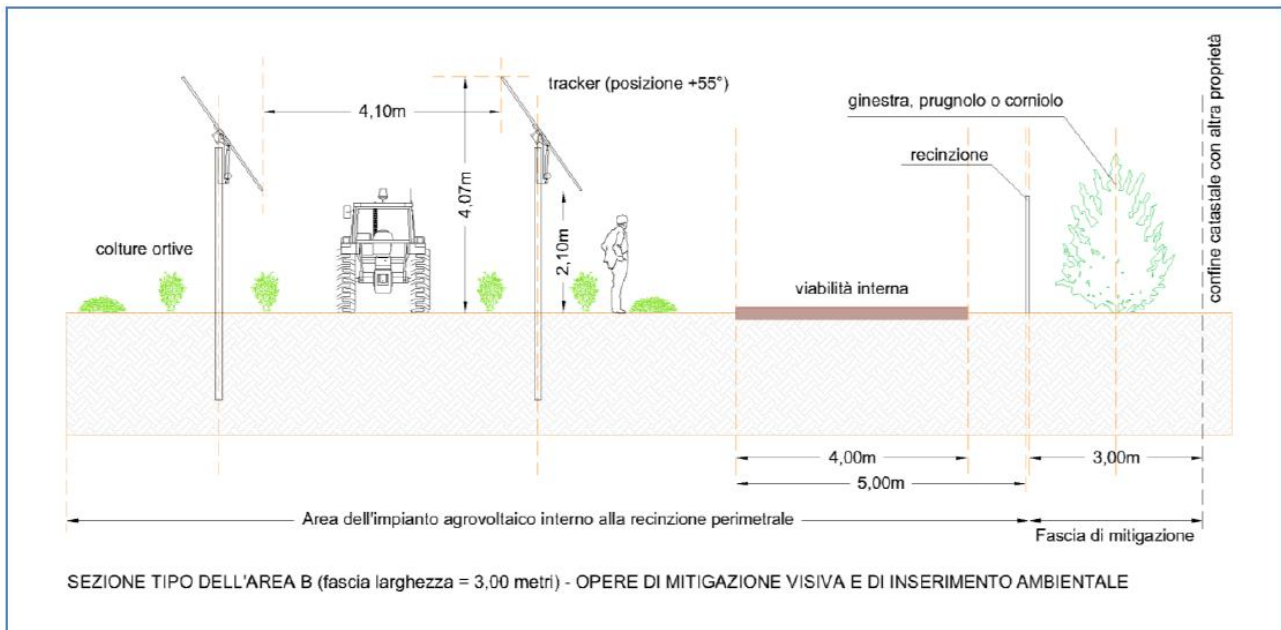 tracker (posizione +55°)
ginestra, prugnolo o corniolo
confine catastale con altra proprietà
4,10m
recinzione
4,07m
colture ortive
2,10m
viabilità interna
4,00m
3,00m
5,00m
Area dell'impianto agrovoltaico interno alla recinzione perimetrale
Fascia di mitigazione
SEZIONE TIPO DELL'AREA B (fascia larghezza = 3,00 metri) - OPERE DI MITIGAZIONE VISIVA E DI INSERIMENTO AMBIENTALE